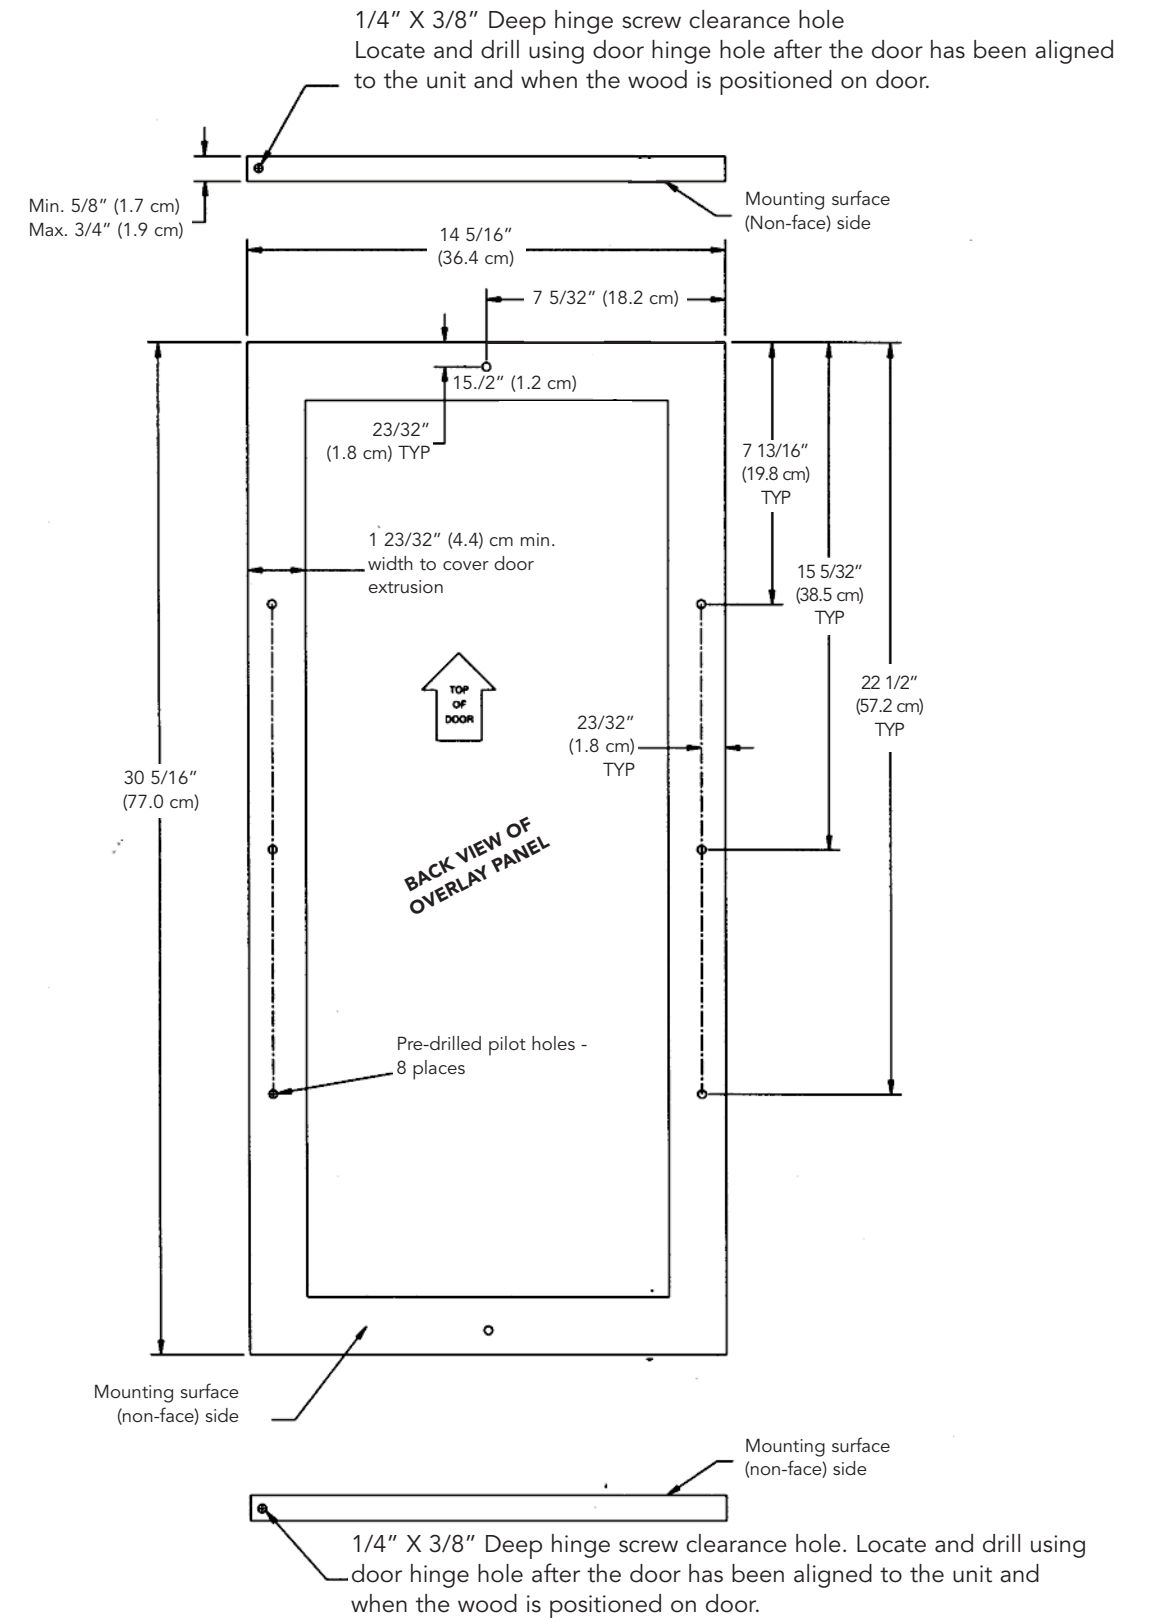 1/4” X 3/8” Deep hinge screw clearance hole
Locate and drill using door hinge hole after the door has been aligned
to the unit and when the wood is positioned on door.
Min. 5/8” (1.7 cm)
Max. 3/4” (1.9 cm)
Mounting surface
(Non-face) side
14 5/16”
(36.4 cm)
7 5/32” (18.2 cm)
15./2” (1.2 cm)
23/32”
(1.8 cm) TYP
7 13/16”
(19.8 cm)
TYP
1 23/32” (4.4) cm min.
width to cover door
extrusion
15 5/32”
(38.5 cm)
TYP
TOP
OF
DOOR
22 1/2”
(57.2 cm)
TYP
23/32”
(1.8 cm)
TYP
30 5/16”
(77.0 cm)
BACK VIEW OF
OVERLAY PANEL
Pre-drilled pilot holes -
8 places
Mounting surface
(non-face) side
Mounting surface
(non-face) side
1/4” X 3/8” Deep hinge screw clearance hole. Locate and drill using
door hinge hole after the door has been aligned to the unit and
when the wood is positioned on door.